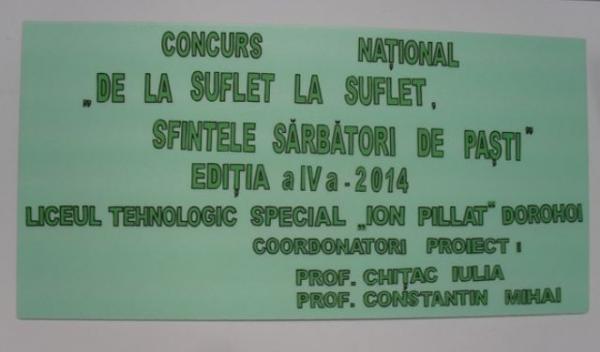 CONCURS NAȚIONAL
„DE LA SUFLET LA SUFLET,
SFINTELE SĂRBĂTORI DE PAȘTI”
EDIȚIA a IV a - 2014
LICEUL TEHNOLOGIC SPECIAL „ION PILLAT” DOROHOI
COORDONATORI PROIECT :
PROF. CHIȚAC IULIA
PROF. CONSTANTIN MIHAI